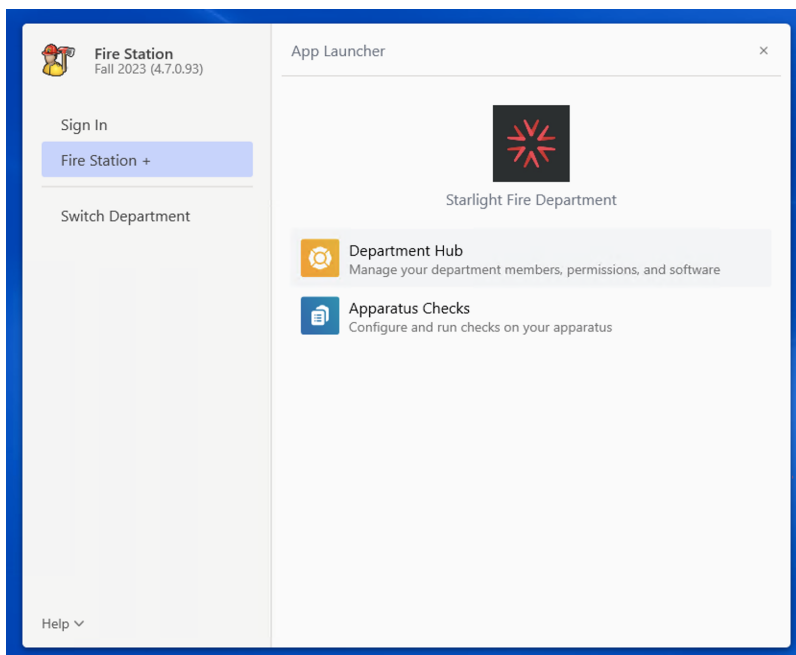 Fire Station
Fall 2023 (4.7.0.93)
Sign In
Fire Station +
Switch Department
Help
App Launcher
×
Starlight Fire Department
Department Hub
Manage your department members, permissions, and software
Apparatus Checks
Configure and run checks on your apparatus